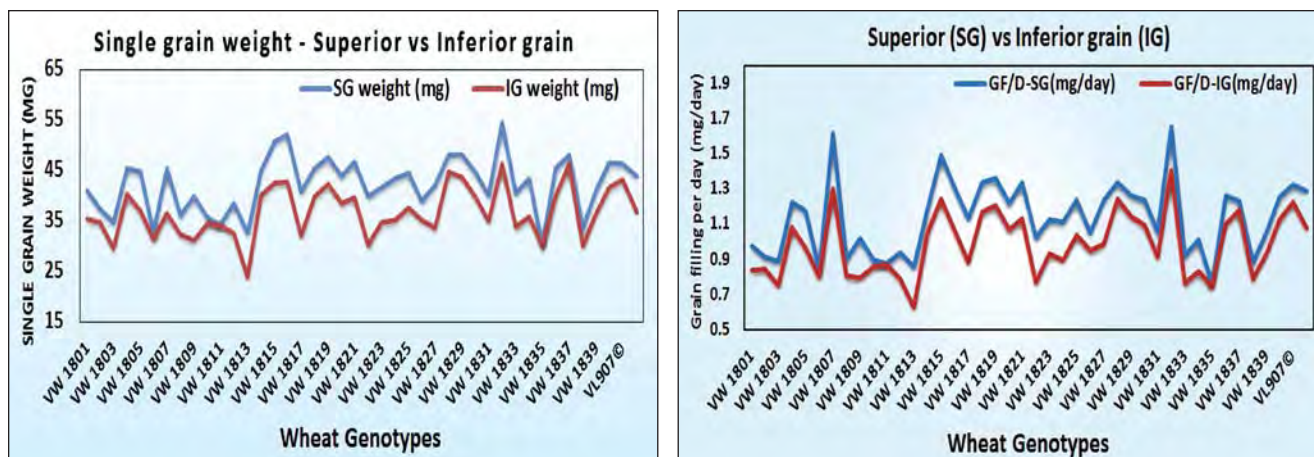 Single grain weight - Superior vs Inferior grain
SG weight (mg) IG weight (mg)
SINGLE GRAIN WEIGHT (MG)
65
55
45
35
25
15
VW 1801
VW 1803
VW 1805
VW 1807
VW 1809
VW 1811
VW 1813
VW 1815
VW 1817
VW 1819
VW 1821
VW 1823
VW 1825
VW 1827
VW 1829
VW 1831
VW 1833
VW 1835
VW 1837
VW 1839
VL907©
Wheat Genotypes
Superior (SG) vs Inferior grain (IG)
GF/D-SG(mg/day) GF/D-IG(mg/day)
Grain filling per day (mg/day)
1.9
1.7
1.5
1.3
1.1
0.9
0.7
0.5
VW 1801
VW 1803
VW 1805
VW 1807
VW 1809
VW 1811
VW 1813
VW 1815
VW 1817
VW 1819
VW 1821
VW 1823
VW 1825
VW 1827
VW 1829
VW 1831
VW 1833
VW 1835
VW 1837
VW 1839
VL907©
Wheat Genotypes